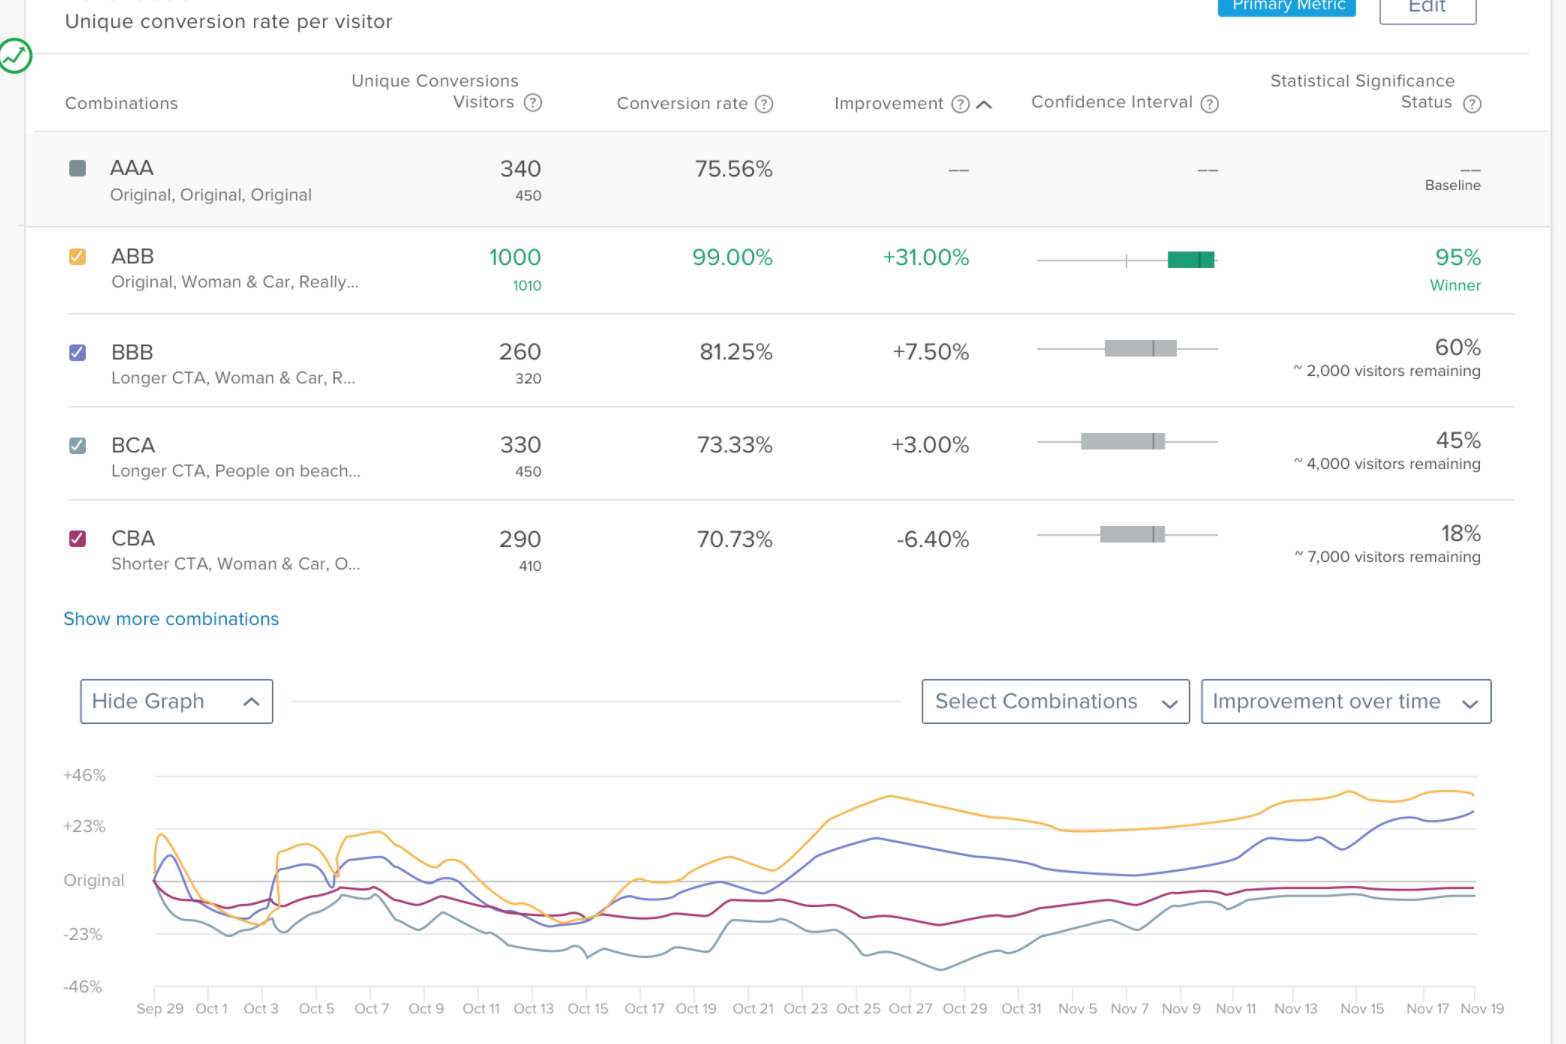 Unique conversion rate per visitor
Primary Metric
Edit
Combinations
Unique Conversions
Visitors ?
Conversion rate ?
Improvement ?
Confidence Interval ?
Statistical Significance
Status ?
AAA
Original, Original, Original
340
450
75.56%
—
—
—
Baseline
ABB
Original, Woman & Car, Really...
1000
1010
99.00%
+31.00%
95%
Winner
BBB
Longer CTA, Woman & Car, R...
260
320
81.25%
+7.50%
60%
~ 2,000 visitors remaining
BCA
Longer CTA, People on beach...
330
450
73.33%
+3.00%
45%
~ 4,000 visitors remaining
CBA
Shorter CTA, Woman & Car, O...
290
410
70.73%
-6.40%
18%
~ 7,000 visitors remaining
Show more combinations
Hide Graph
Select Combinations
Improvement over time
+46%
+23%
Original
-23%
-46%
Sep 29 Oct 1 Oct 3 Oct 5 Oct 7 Oct 9 Oct 11 Oct 13 Oct 15 Oct 17 Oct 19 Oct 21 Oct 23 Oct 25 Oct 27 Oct 29 Oct 31 Nov 5 Nov 7 Nov 9 Nov 11 Nov 13 Nov 15 Nov 17 Nov 19